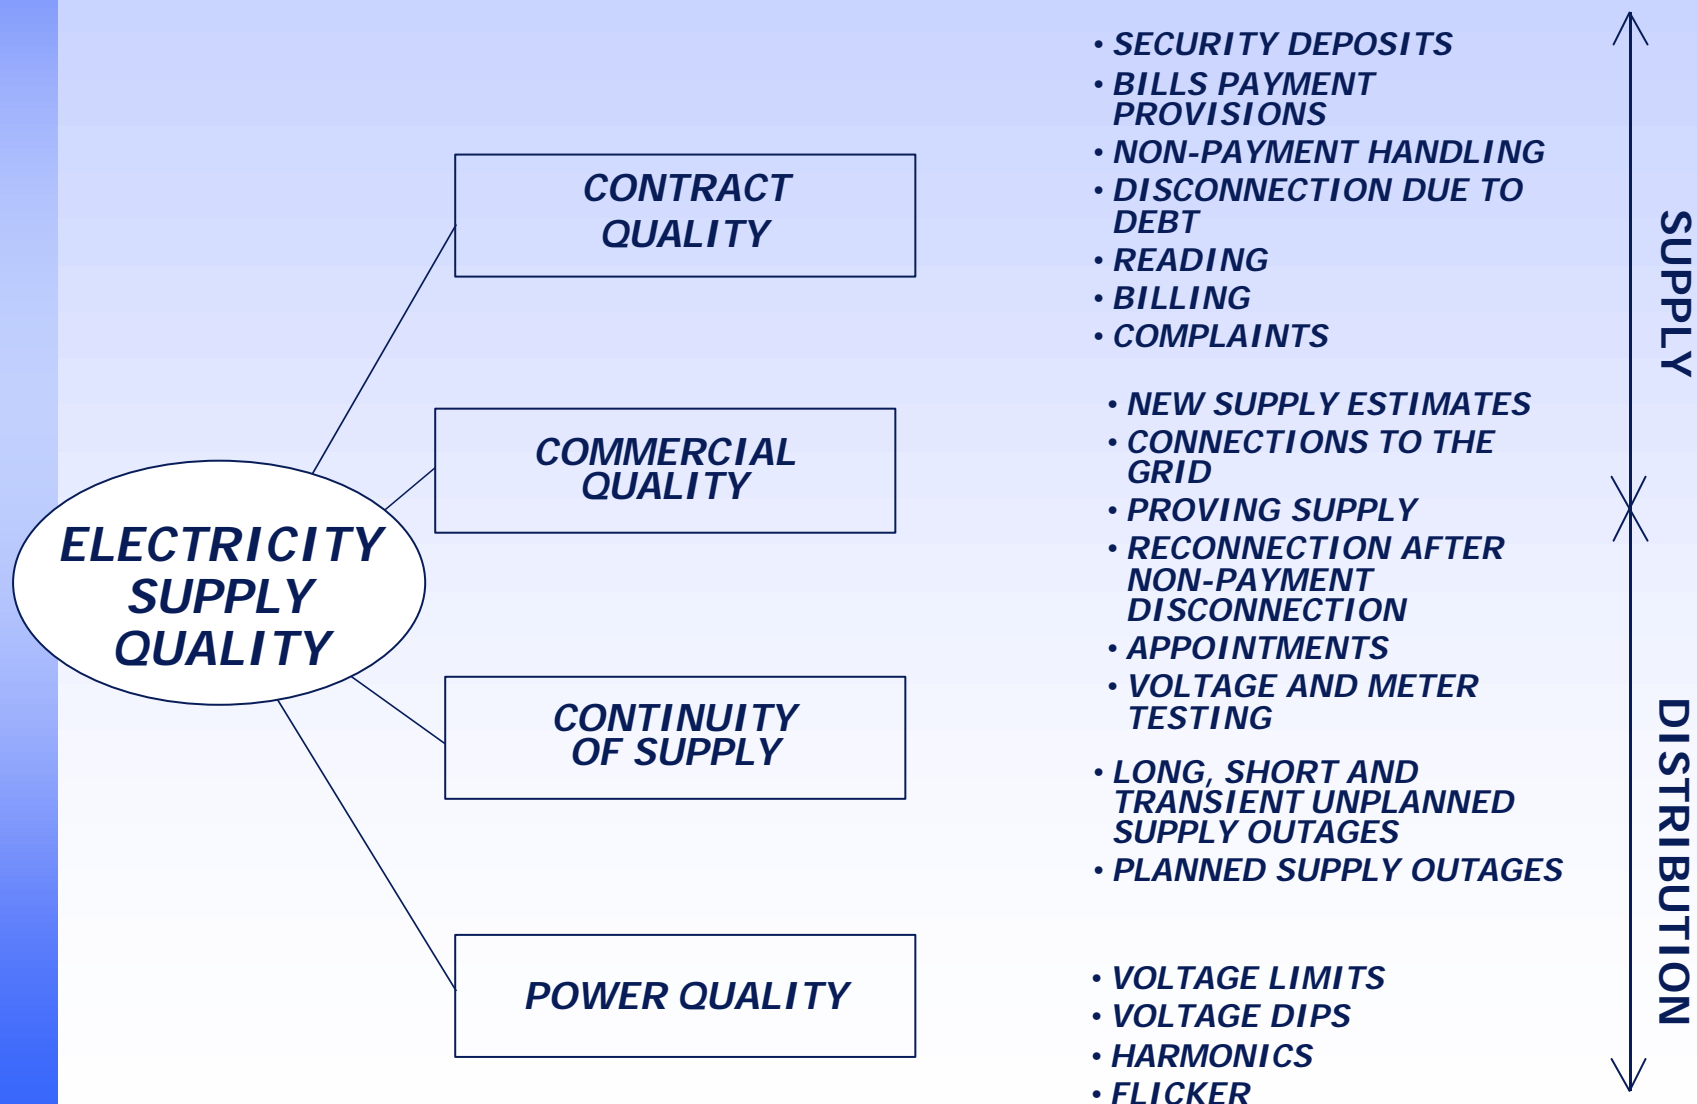 ELECTRICITY
SUPPLY
QUALITY
CONTRACT
QUALITY
• SECURITY DEPOSITS
• BILLS PAYMENT
PROVISIONS
• NON-PAYMENT HANDLING
• DISCONNECTION DUE TO
DEBT
• READING
• BILLING
• COMPLAINTS
COMMERCIAL
QUALITY
• NEW SUPPLY ESTIMATES
• CONNECTIONS TO THE
GRID
• PROVING SUPPLY
• RECONNECTION AFTER
NON-PAYMENT
DISCONNECTION
• APPOINTMENTS
• VOLTAGE AND METER
TESTING
CONTINUITY
OF SUPPLY
• LONG, SHORT AND
TRANSIENT UNPLANNED
SUPPLY OUTAGES
• PLANNED SUPPLY OUTAGES
POWER QUALITY
• VOLTAGE LIMITS
• VOLTAGE DIPS
• HARMONICS
• FLICKER
SUPPLY
DISTRIBUTION